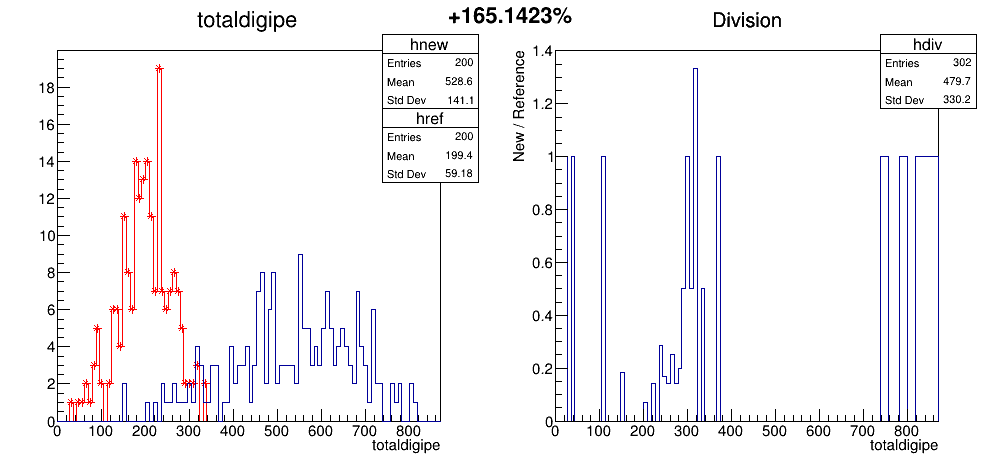 +165.1423%
totaldigipe
hnew
Entries 200
Mean 528.6
Std Dev 141.1
href
Entries 200
Mean 199.4
Std Dev 59.18
18
16
14
12
10
8
6
4
2
0
0 100 200 300 400 500 600 700 800
totaldigipe
Division
hdiv
Entries 302
Mean 479.7
Std Dev 330.2
New / Reference
1.4
1.2
1
0.8
0.6
0.4
0.2
0
0 100 200 300 400 500 600 700 800
totaldigipe